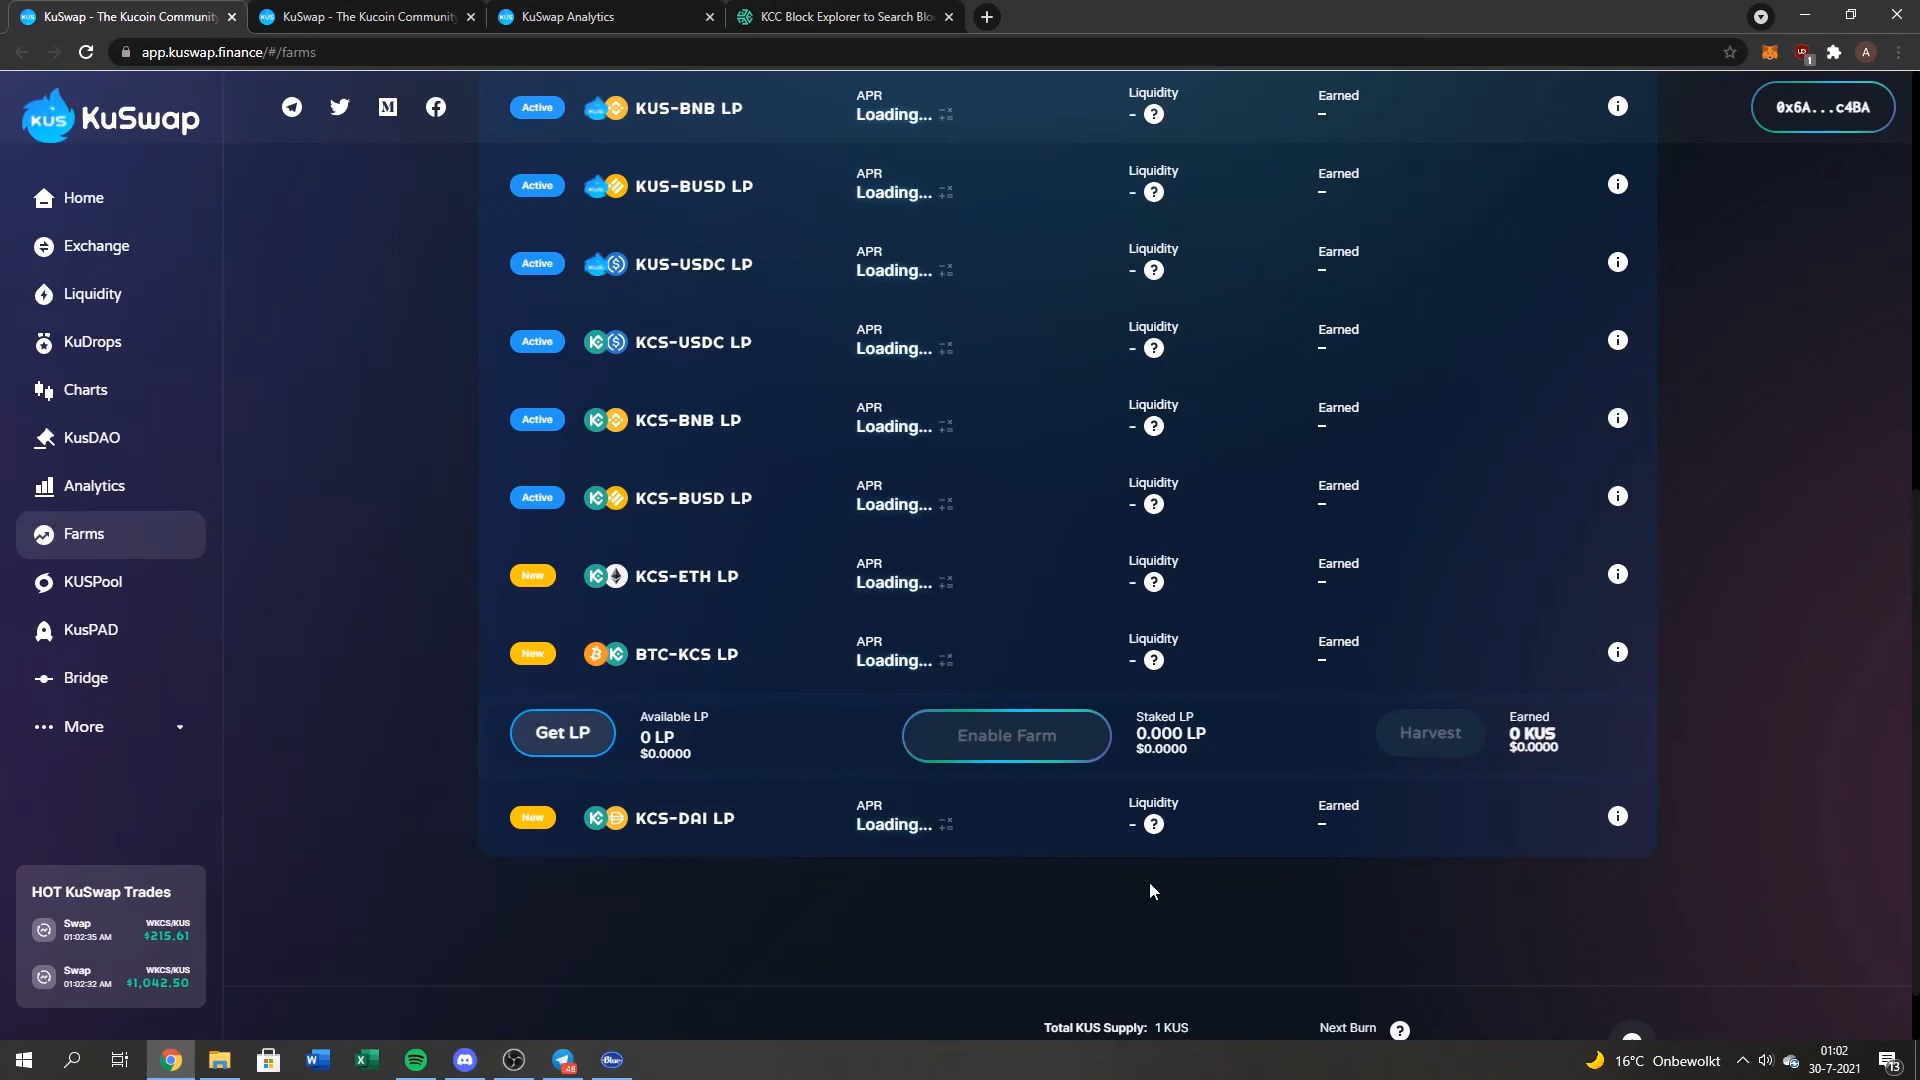 KuSwap - The Kucoin Community
KuSwap - The Kucoin Community
KuSwap Analytics
KCC Block Explorer to Search Blo
app.kuswap.finance/#/farms
1
A
KUS
KuSwap
M
0x6A...c4BA
Home
Exchange
Liquidity
KuDrops
Charts
KusDAO
Analytics
Farms
KUSPool
KusPAD
Bridge
More
HOT KuSwap Trades
Swap WKCS/KUS
01:02:35 AM $215.61
Swap WKCS/KUS
01:02:32 AM $1,042.50
Active KUS-BNB LP APR Loading... Liquidity - ? Earned –
Active KUS-BUSD LP APR Loading... Liquidity - ? Earned –
Active KUS-USDC LP APR Loading... Liquidity - ? Earned –
Active KCS-USDC LP APR Loading... Liquidity - ? Earned –
Active KCS-BNB LP APR Loading... Liquidity - ? Earned –
Active KCS-BUSD LP APR Loading... Liquidity - ? Earned –
New KCS-ETH LP APR Loading... Liquidity - ? Earned –
New BTC-KCS LP APR Loading... Liquidity - ? Earned –
Get LP
Available LP
0 LP
$0.0000
Enable Farm
Staked LP
0.000 LP
$0.0000
Harvest
Earned
0 KUS
$0.0000
New KCS-DAI LP APR Loading... Liquidity - ? Earned –
Total KUS Supply: 1 KUS
Next Burn ?
48
Blue
16°C Onbewolkt
01:02
30-7-2021
13